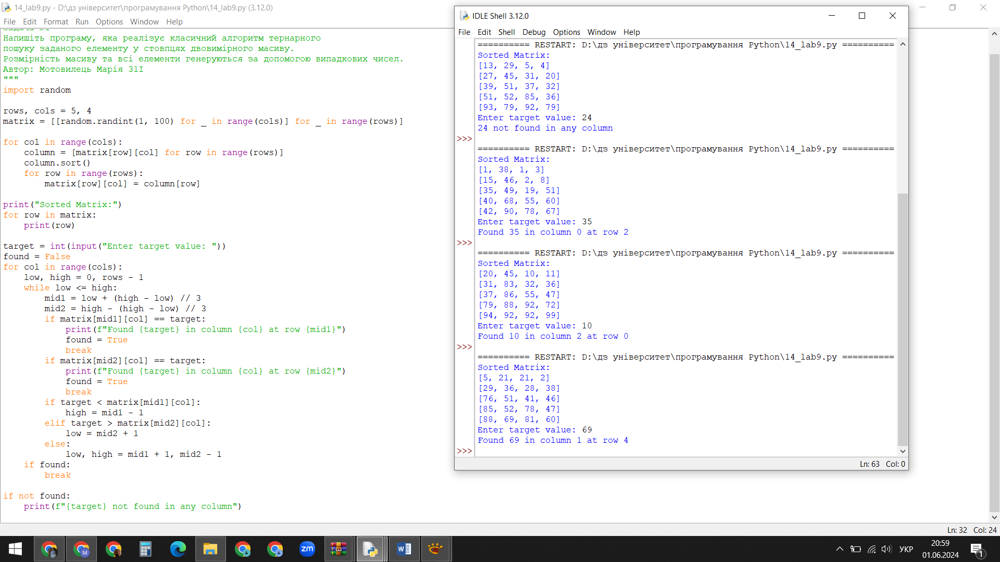 14_lab9.py - D:\дз університет\програмування Python\14_lab9.py (3.12.0)
File Edit Format Run Options Window Help
Напишіть програму, яка реалізує класичний алгоритм тернарного
пошуку заданого елементу у стовпцях двовимірного масиву.
Розмірність масиву та всі елементи генеруються за допомогою випадкових чисел.
Автор: Мотовилець Марія 31І
"""
import random
rows, cols = 5, 4
matrix = [[random.randint(1, 100) for _ in range(cols)] for _ in range(rows)]
for col in range(cols):
    column = [matrix[row][col] for row in range(rows)]
    column.sort()
    for row in range(rows):
        matrix[row][col] = column[row]
print("Sorted Matrix:")
for row in matrix:
    print(row)
target = int(input("Enter target value: "))
found = False
for col in range(cols):
    low, high = 0, rows - 1
    while low <= high:
        mid1 = low + (high - low) // 3
        mid2 = high - (high - low) // 3
        if matrix[mid1][col] == target:
            print(f"Found {target} in column {col} at row {mid1}")
            found = True
            break
        if matrix[mid2][col] == target:
            print(f"Found {target} in column {col} at row {mid2}")
            found = True
            break
        if target < matrix[mid1][col]:
            high = mid1 - 1
        elif target > matrix[mid2][col]:
            low = mid2 + 1
        else:
            low, high = mid1 + 1, mid2 - 1
    if found:
        break
if not found:
    print(f"{target} not found in any column")
Ln: 32 Col: 24
IDLE Shell 3.12.0
File Edit Shell Debug Options Window Help
========== RESTART: D:\дз університет\програмування Python\14_lab9.py ==========
Sorted Matrix:
[13, 29, 5, 4]
[27, 45, 31, 20]
[39, 51, 37, 32]
[51, 52, 85, 36]
[93, 79, 92, 79]
Enter target value: 24
24 not found in any column
>>>
========== RESTART: D:\дз університет\програмування Python\14_lab9.py ==========
Sorted Matrix:
[1, 38, 1, 3]
[15, 46, 2, 8]
[35, 49, 19, 51]
[40, 68, 55, 60]
[42, 90, 78, 67]
Enter target value: 35
Found 35 in column 0 at row 2
>>>
========== RESTART: D:\дз університет\програмування Python\14_lab9.py ==========
Sorted Matrix:
[20, 45, 10, 11]
[31, 83, 32, 36]
[37, 86, 55, 47]
[79, 88, 92, 72]
[94, 92, 92, 99]
Enter target value: 10
Found 10 in column 2 at row 0
>>>
========== RESTART: D:\дз університет\програмування Python\14_lab9.py ==========
Sorted Matrix:
[5, 21, 21, 2]
[29, 36, 28, 38]
[76, 51, 41, 46]
[85, 52, 78, 47]
[88, 69, 81, 60]
Enter target value: 69
Found 69 in column 1 at row 4
>>>
Ln: 63 Col: 0
M
zm
W
УКР
20:59
01.06.2024
1